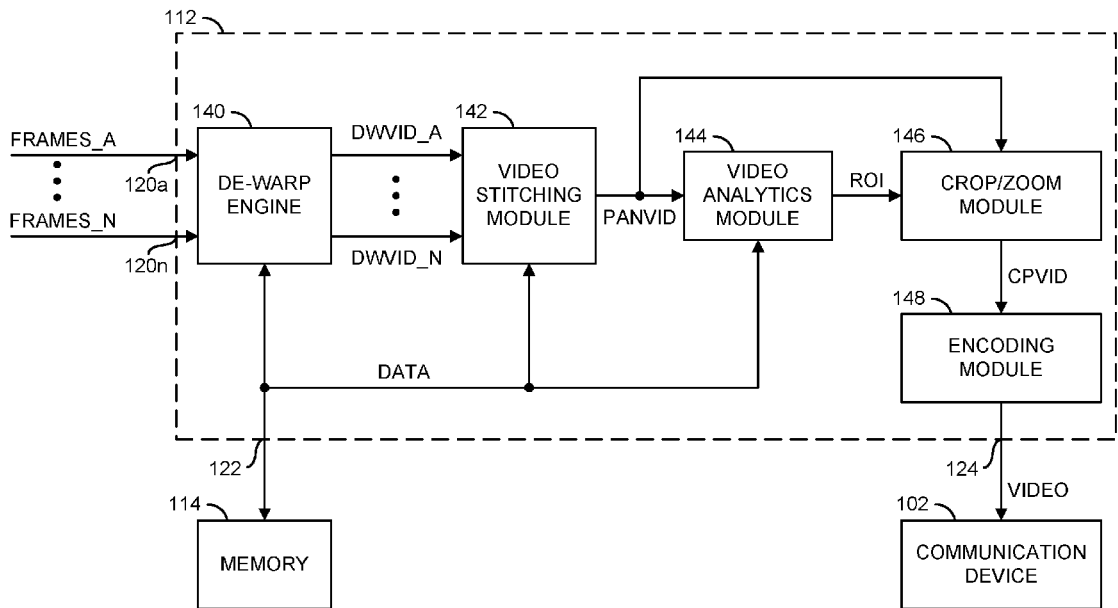 112
140
DWVID_A
142
144
146
FRAMES_A
120a
DE-WARP
ENGINE
VIDEO
STITCHING
MODULE
PANVID
VIDEO
ANALYTICS
MODULE
ROI
CROP/ZOOM
MODULE
FRAMES_N
120n
DWVID_N
CPVID
148
ENCODING
MODULE
DATA
122
124
VIDEO
114
MEMORY
102
COMMUNICATION
DEVICE